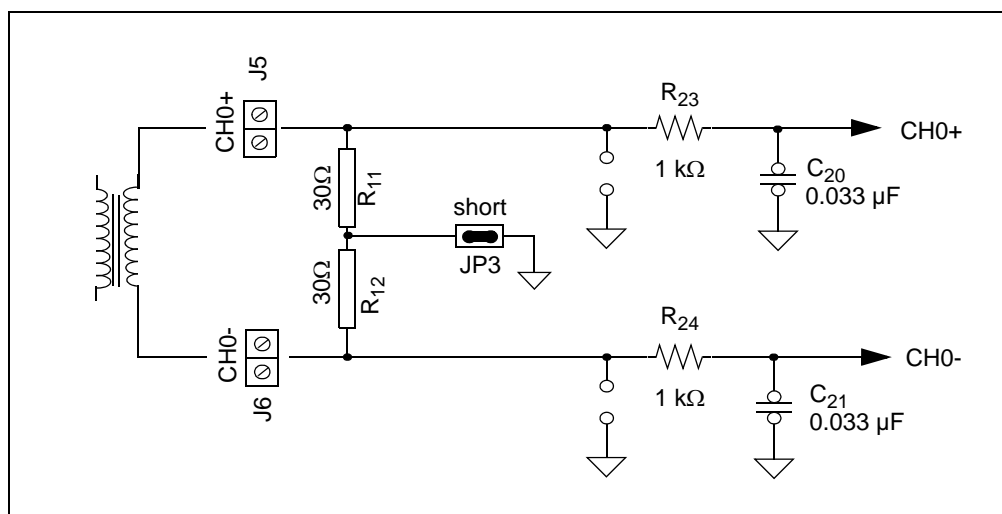 J5
CH0+
R23
1 kΩ
CH0+
C20
0.033 µF
30Ω
R11
short
JP3
30Ω
R12
CH0-
J6
R24
1 kΩ
CH0-
C21
0.033 µF